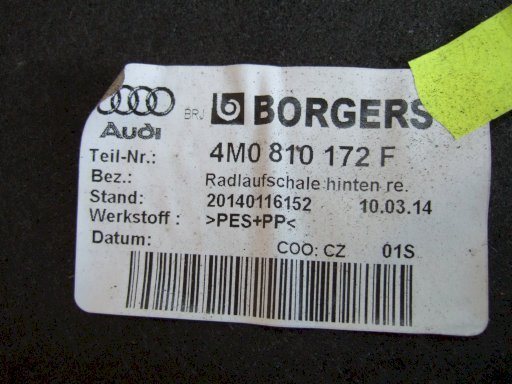 BRJ BORGERS
Audi
Teil-Nr.: 4M0 810 172 F
Bez.: Radlaufschale hinten re.
Stand: 20140116152 10.03.14
Werkstoff : >PES+PP<
Datum: COO: CZ 01S